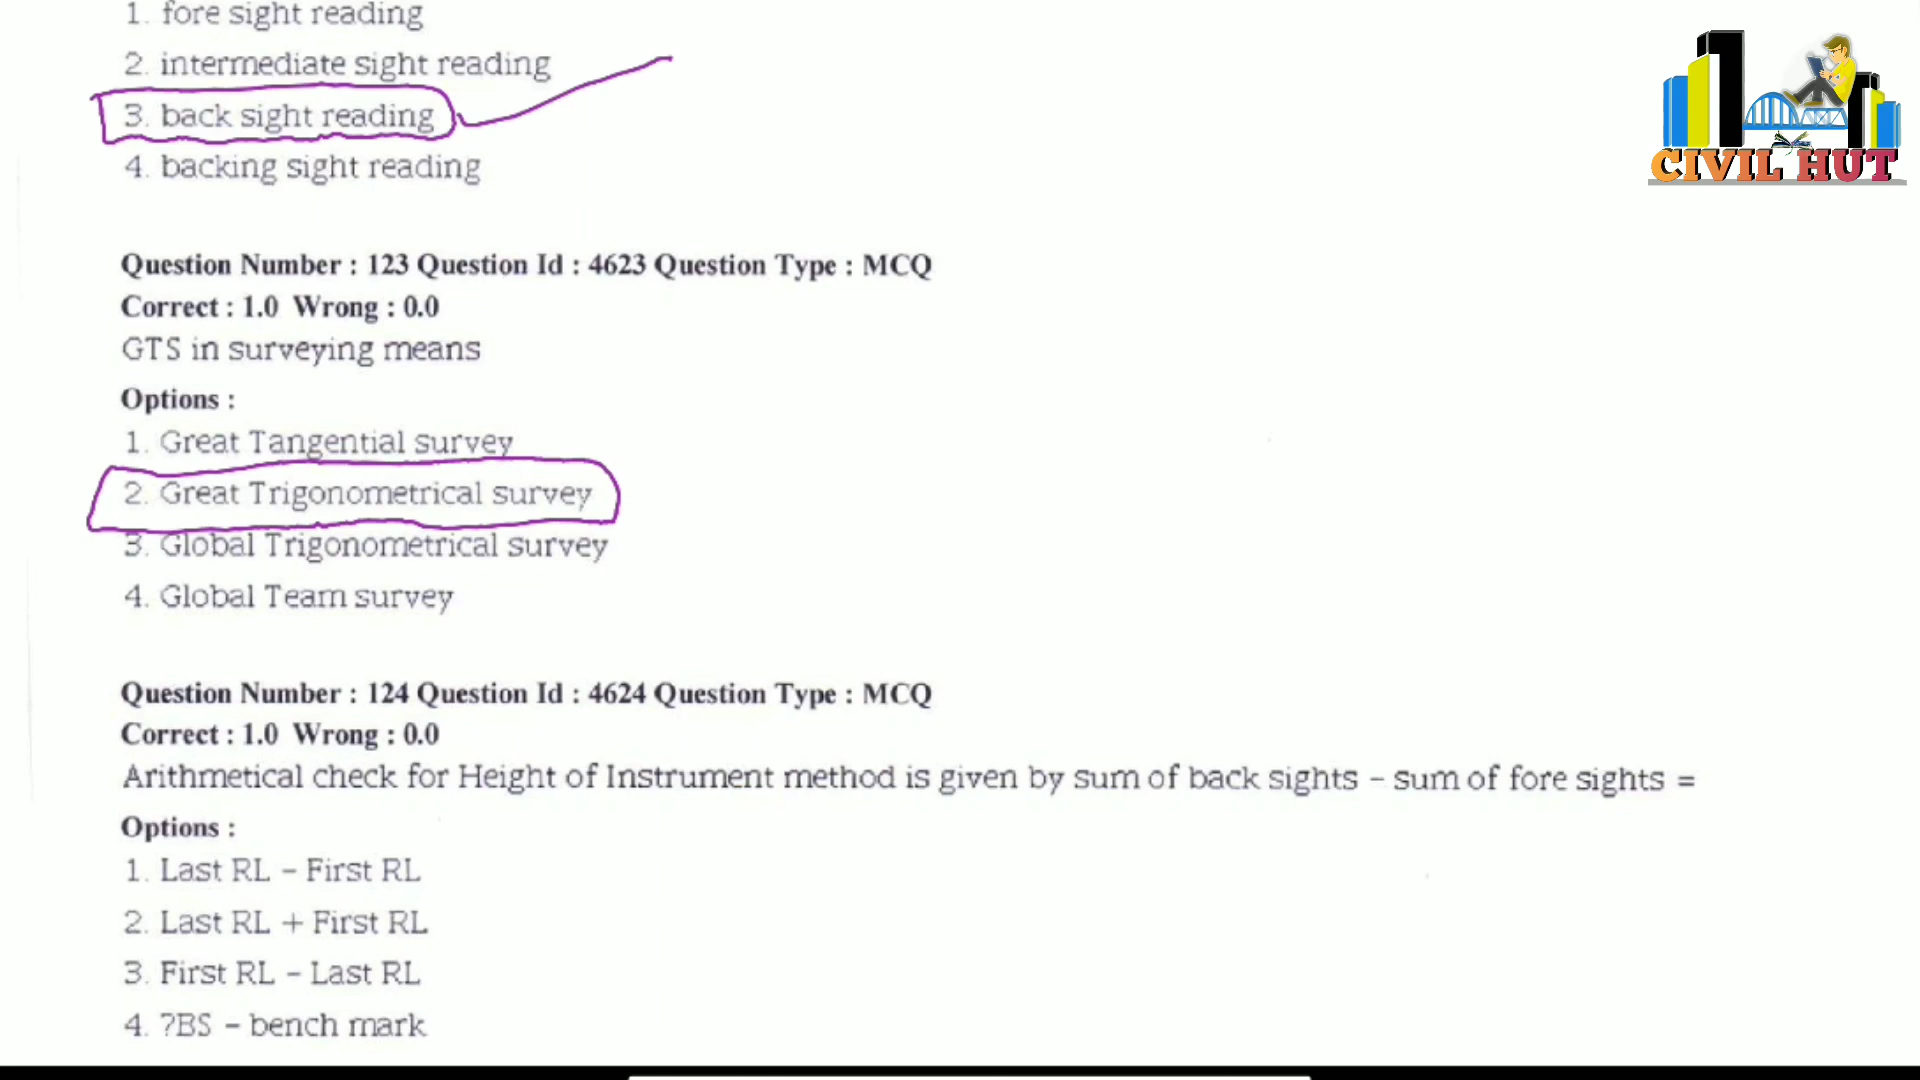 1. fore sight reading
2. intermediate sight reading
3. back sight reading
4. backing sight reading
CIVIL HUT
Question Number : 123 Question Id : 4623 Question Type : MCQ
Correct : 1.0 Wrong : 0.0
GTS in surveying means
Options :
1. Great Tangential survey
2. Great Trigonometrical survey
3. Global Trigonometrical survey
4. Global Team survey
Question Number : 124 Question Id : 4624 Question Type : MCQ
Correct : 1.0 Wrong : 0.0
Arithmetical check for Height of Instrument method is given by sum of back sights – sum of fore sights =
Options :
1. Last RL – First RL
2. Last RL + First RL
3. First RL – Last RL
4. ?BS – bench mark